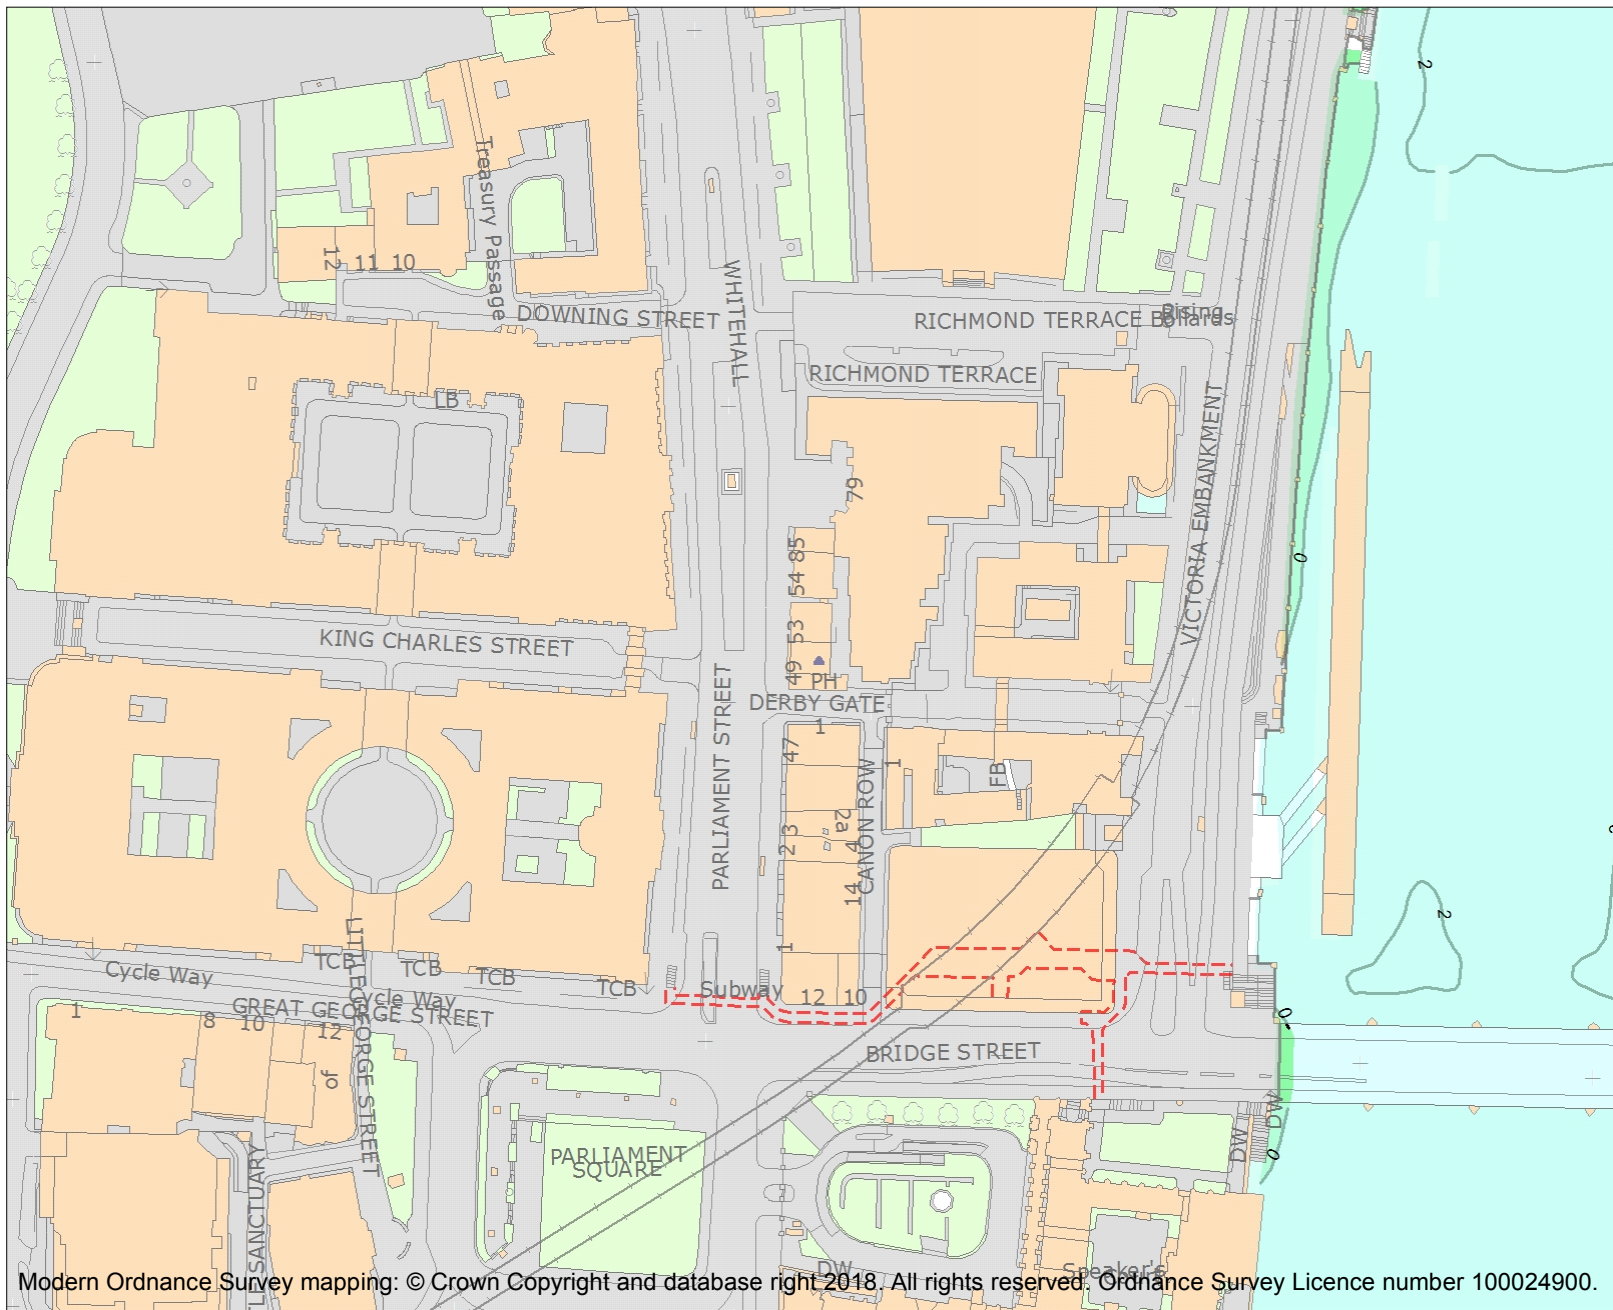 2
Treasury Passage
12
11
10
WHITEHALL
DOWNING STREET
RICHMOND TERRACE
Rising
Bollards
RICHMOND TERRACE
LB
VICTORIA EMBANKMENT
79
85
54
0
53
KING CHARLES STREET
49
PH
DERBY GATE
PARLIAMENT STREET
1
47
CANON ROW
1
FB
2a
3
2
4
14
2
1
LITTLE GEORGE STREET
TCB
TCB
TCB
TCB
Cycle Way
Subway
12
10
Cycle Way
GREAT GEORGE STREET
1
8
10
12
of
0
BRIDGE STREET
DW
DW
0
PARLIAMENT
SQUARE
SANCTUARY
DW
Speaker's
Modern Ordnance Survey mapping: © Crown Copyright and database right 2018. All rights reserved. Ordnance Survey Licence number 100024900.